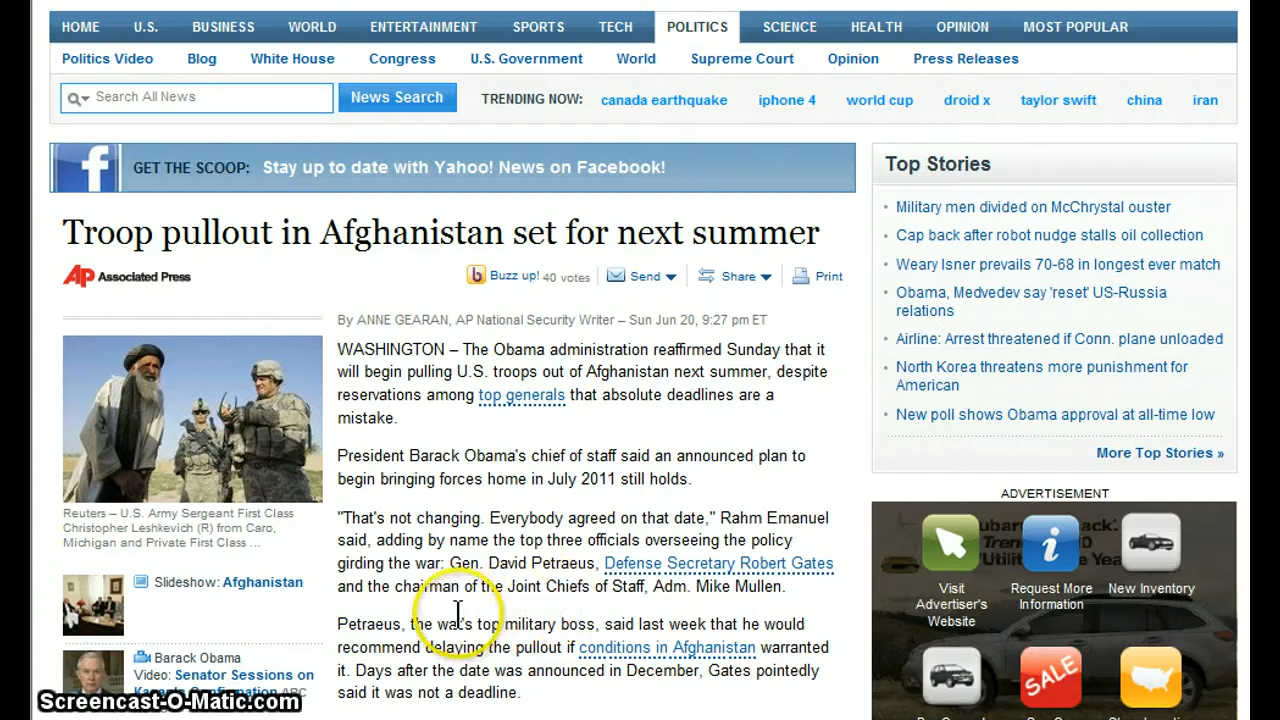 HOME U.S. BUSINESS WORLD ENTERTAINMENT SPORTS TECH POLITICS SCIENCE HEALTH OPINION MOST POPULAR
Politics Video Blog White House Congress U.S. Government World Supreme Court Opinion Press Releases
Search All News News Search TRENDING NOW: canada earthquake iphone 4 world cup droid x taylor swift china iran
f GET THE SCOOP: Stay up to date with Yahoo! News on Facebook!
Troop pullout in Afghanistan set for next summer
AP Associated Press
Buzz up! 40 votes Send Share Print
By ANNE GEARAN, AP National Security Writer – Sun Jun 20, 9:27 pm ET
WASHINGTON – The Obama administration reaffirmed Sunday that it
will begin pulling U.S. troops out of Afghanistan next summer, despite
reservations among top generals that absolute deadlines are a
mistake.
President Barack Obama's chief of staff said an announced plan to
begin bringing forces home in July 2011 still holds.
"That's not changing. Everybody agreed on that date," Rahm Emanuel
said, adding by name the top three officials overseeing the policy
girding the war: Gen. David Petraeus, Defense Secretary Robert Gates
and the chairman of the Joint Chiefs of Staff, Adm. Mike Mullen.
Petraeus, the war's top military boss, said last week that he would
recommend delaying the pullout if conditions in Afghanistan warranted
it. Days after the date was announced in December, Gates pointedly
said it was not a deadline.
Reuters – U.S. Army Sergeant First Class
Christopher Leshkevich (R) from Caro,
Michigan and Private First Class ...
Slideshow: Afghanistan
Barack Obama
Video: Senator Sessions on
Confirmation ABC
Top Stories
Military men divided on McChrystal ouster
Cap back after robot nudge stalls oil collection
Weary Isner prevails 70-68 in longest ever match
Obama, Medvedev say 'reset' US-Russia
relations
Airline: Arrest threatened if Conn. plane unloaded
North Korea threatens more punishment for
American
New poll shows Obama approval at all-time low
More Top Stories »
ADVERTISEMENT
Visit
Advertiser's
Website
Request More
Information
New Inventory
SALE
Screencast-O-Matic.com